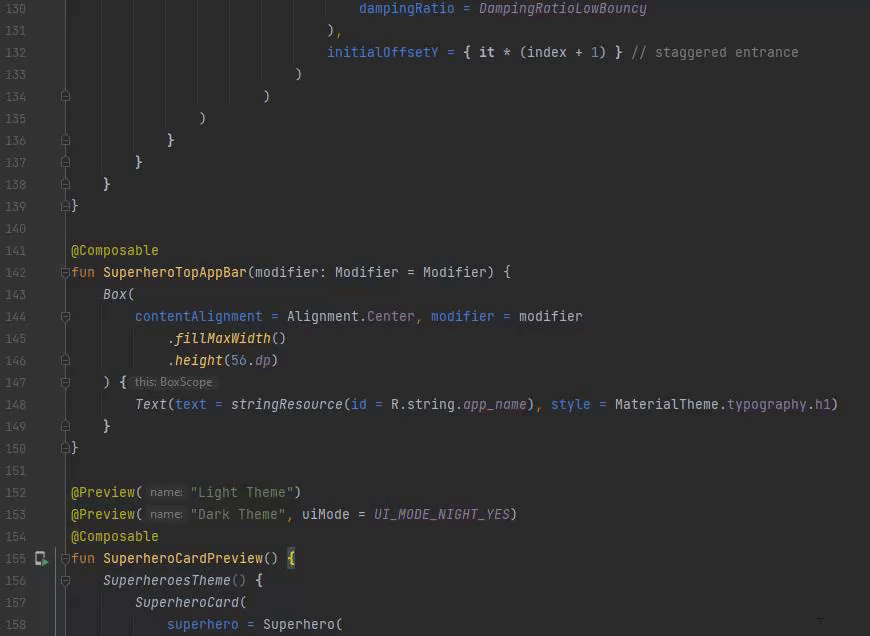 130 dampingRatio = DampingRatioLowBouncy
131 ),
132 initialOffsetY = { it * (index + 1) } // staggered entrance
133 )
134 )
135 )
136 }
137 }
138 }
139 }
140
141 @Composable
142 fun SuperheroTopAppBar(modifier: Modifier = Modifier) {
143 Box(
144 contentAlignment = Alignment.Center, modifier = modifier
145 .fillMaxWidth()
146 .height(56.dp)
147 ) { this: BoxScope
148 Text(text = stringResource(id = R.string.app_name), style = MaterialTheme.typography.h1)
149 }
150 }
151
152 @Preview( name: "Light Theme")
153 @Preview( name: "Dark Theme", uiMode = UI_MODE_NIGHT_YES)
154 @Composable
155 fun SuperheroCardPreview() {
156 SuperheroesTheme() {
157 SuperheroCard(
158 superhero = Superhero(